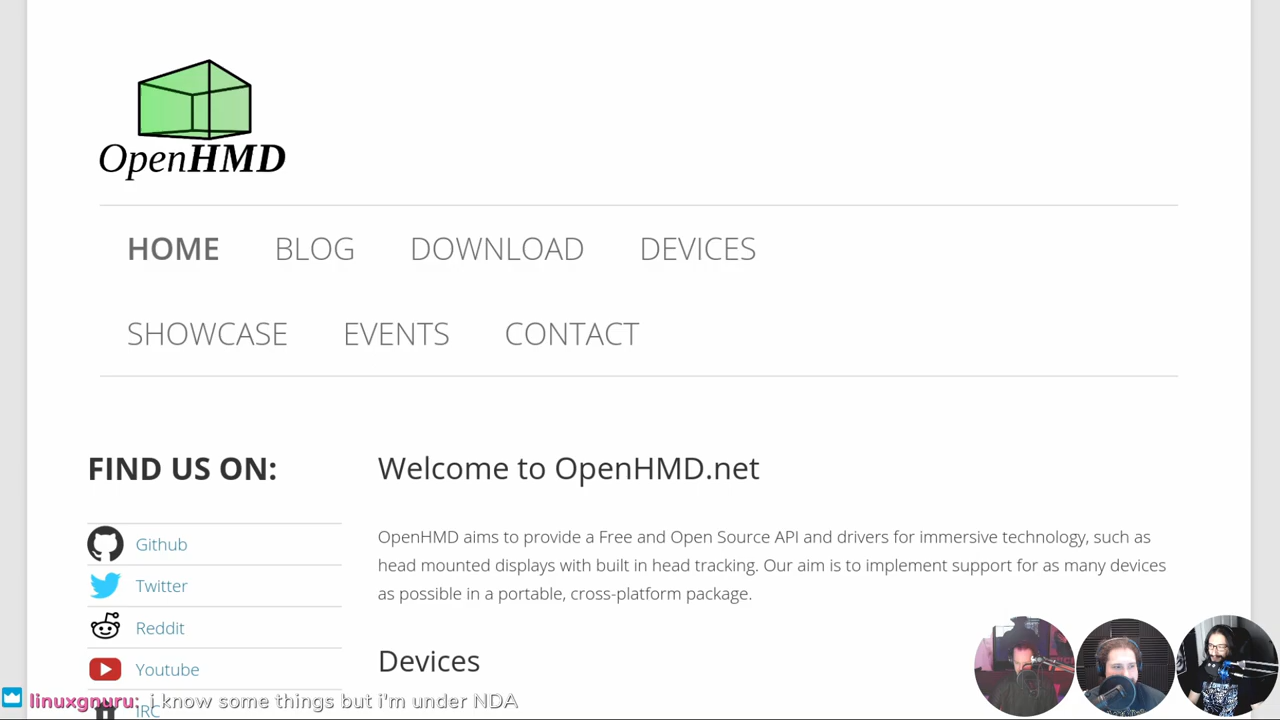 OpenHMD
HOME BLOG DOWNLOAD DEVICES
SHOWCASE EVENTS CONTACT
FIND US ON:
Github
Twitter
Reddit
Youtube
IRC
Welcome to OpenHMD.net
OpenHMD aims to provide a Free and Open Source API and drivers for immersive technology, such as
head mounted displays with built in head tracking. Our aim is to implement support for as many devices
as possible in a portable, cross-platform package.
Devices
linuxgnuru: i know some things but i'm under NDA